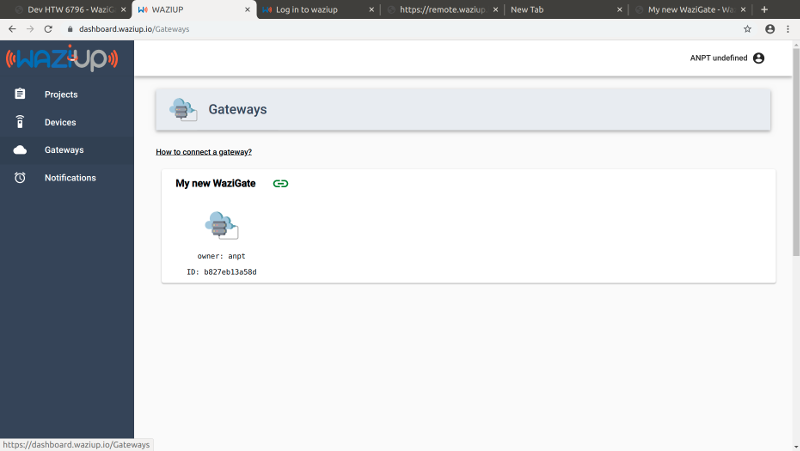 Dev HTW 6796 - WaziG
WAZIUP
Log in to waziup
https://remote.waziup.
New Tab
My new WaziGate - Waz
dashboard.waziup.io/Gateways
WAZIUP
ANPT undefined
Projects
Devices
Gateways
Notifications
Gateways
How to connect a gateway?
My new WaziGate
owner: anpt
ID: b827eb13a58d
https://dashboard.waziup.io/Gateways